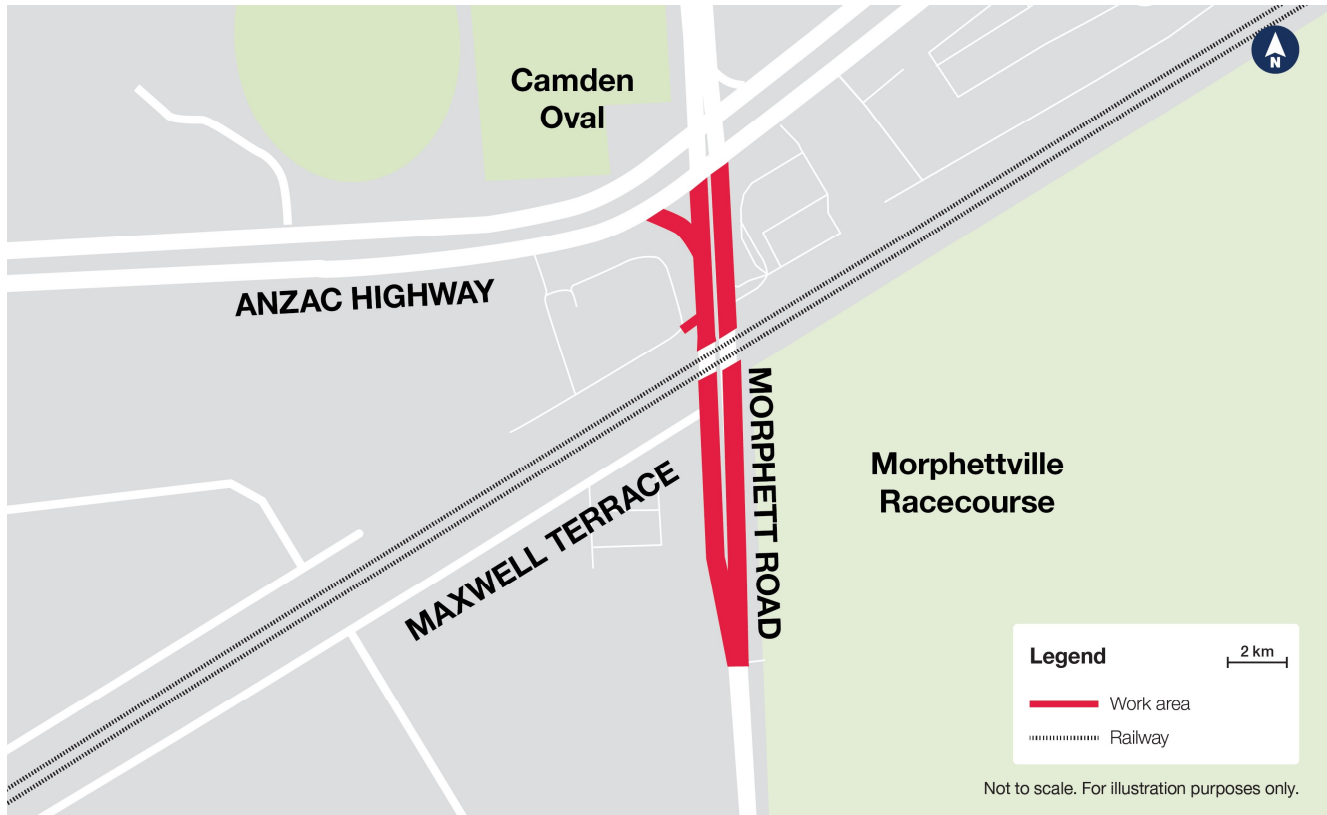 Camden
Oval
N
ANZAC HIGHWAY
MORPHETT ROAD
Morphettville
Racecourse
MAXWELL TERRACE
Legend
2 km
Work area
Railway
Not to scale. For illustration purposes only.